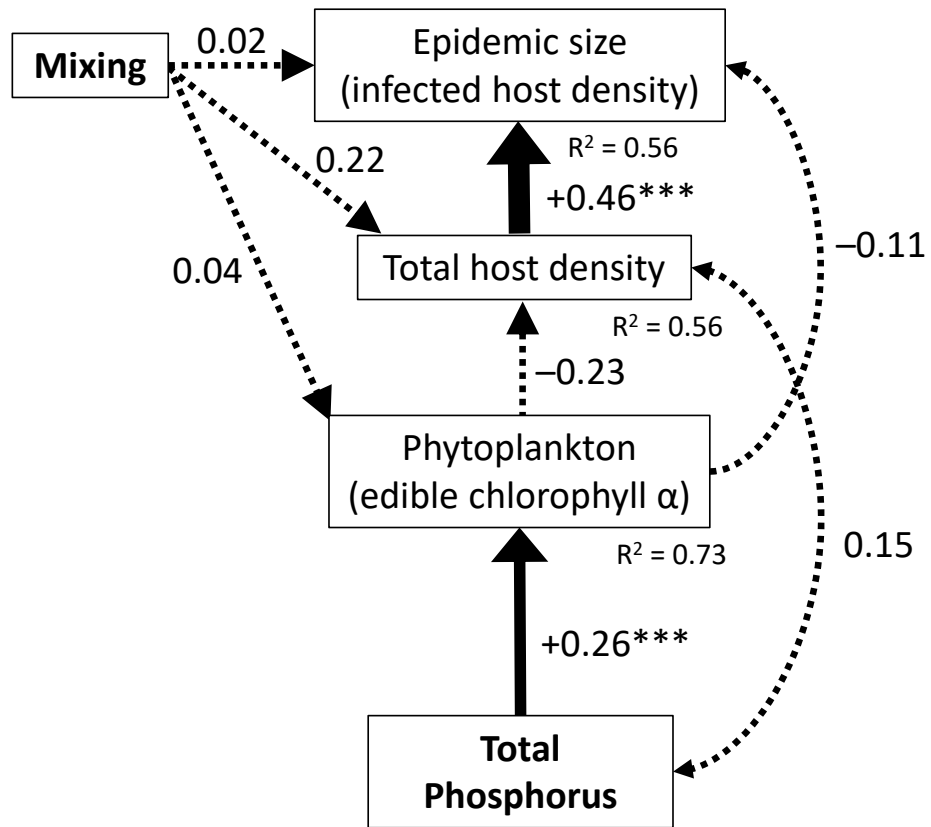 Mixing
0.02
Epidemic size
(infected host density)
R² = 0.56
0.22
+0.46***
0.04
Total host density
–0.11
R² = 0.56
–0.23
Phytoplankton
(edible chlorophyll α)
R² = 0.73
0.15
+0.26***
Total
Phosphorus